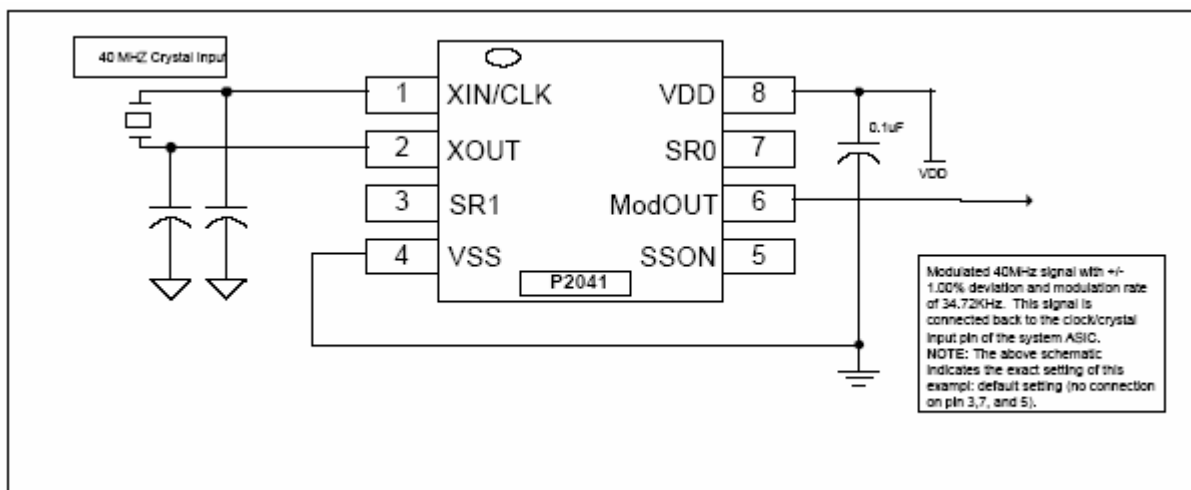 40 MHZ Crystal Input
1 XIN/CLK VDD 8
2 XOUT SR0 7
3 SR1 ModOUT 6
4 VSS SSON 5
P2041
0.1uF
VDD
Modulated 40MHz signal with +/-
1.00% deviation and modulation rate
of 34.72KHz. This signal is
connected back to the clock/crystal
input pin of the system ASIC.
NOTE: The above schematic
indicates the exact setting of this
exampl: default setting (no connection
on pin 3,7, and 5).